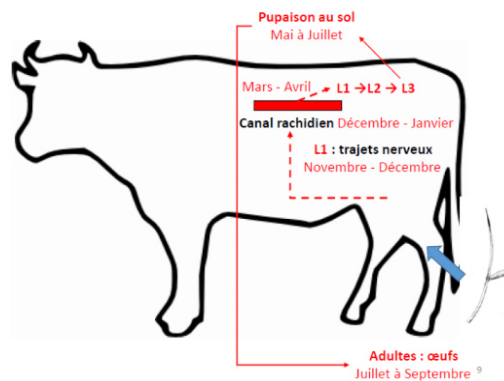 Pupaison au sol
Mai à Juillet
Mars - Avril
L1 → L2 → L3
Canal rachidien Décembre - Janvier
L1 : trajets nerveux
Novembre - Décembre
Adultes : œufs
Juillet à Septembre
9